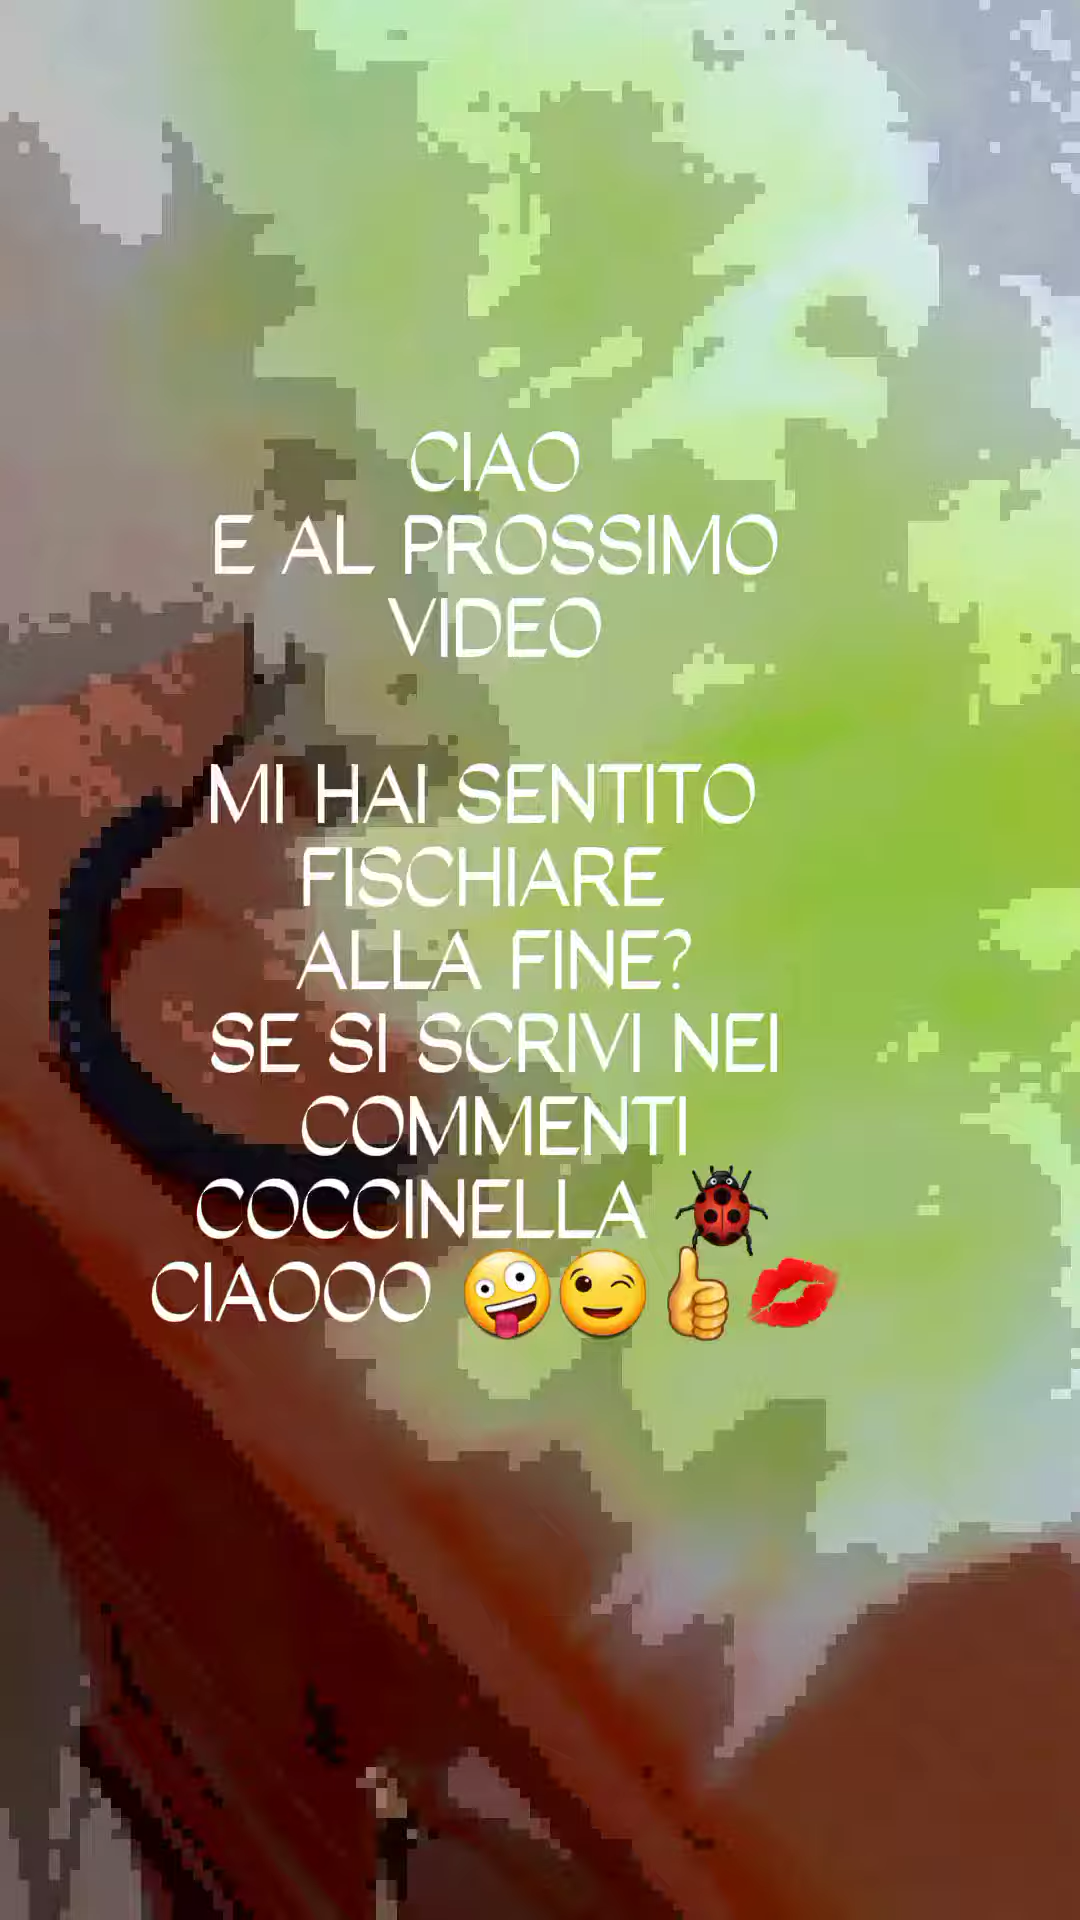 CIAO
E AL PROSSIMO
VIDEO
MI HAI SENTITO
FISCHIARE
ALLA FINE?
SE SI SCRIVI NEI
COMMENTI
COCCINELLA 🐞
CIAOOO 🤪😉👍💋